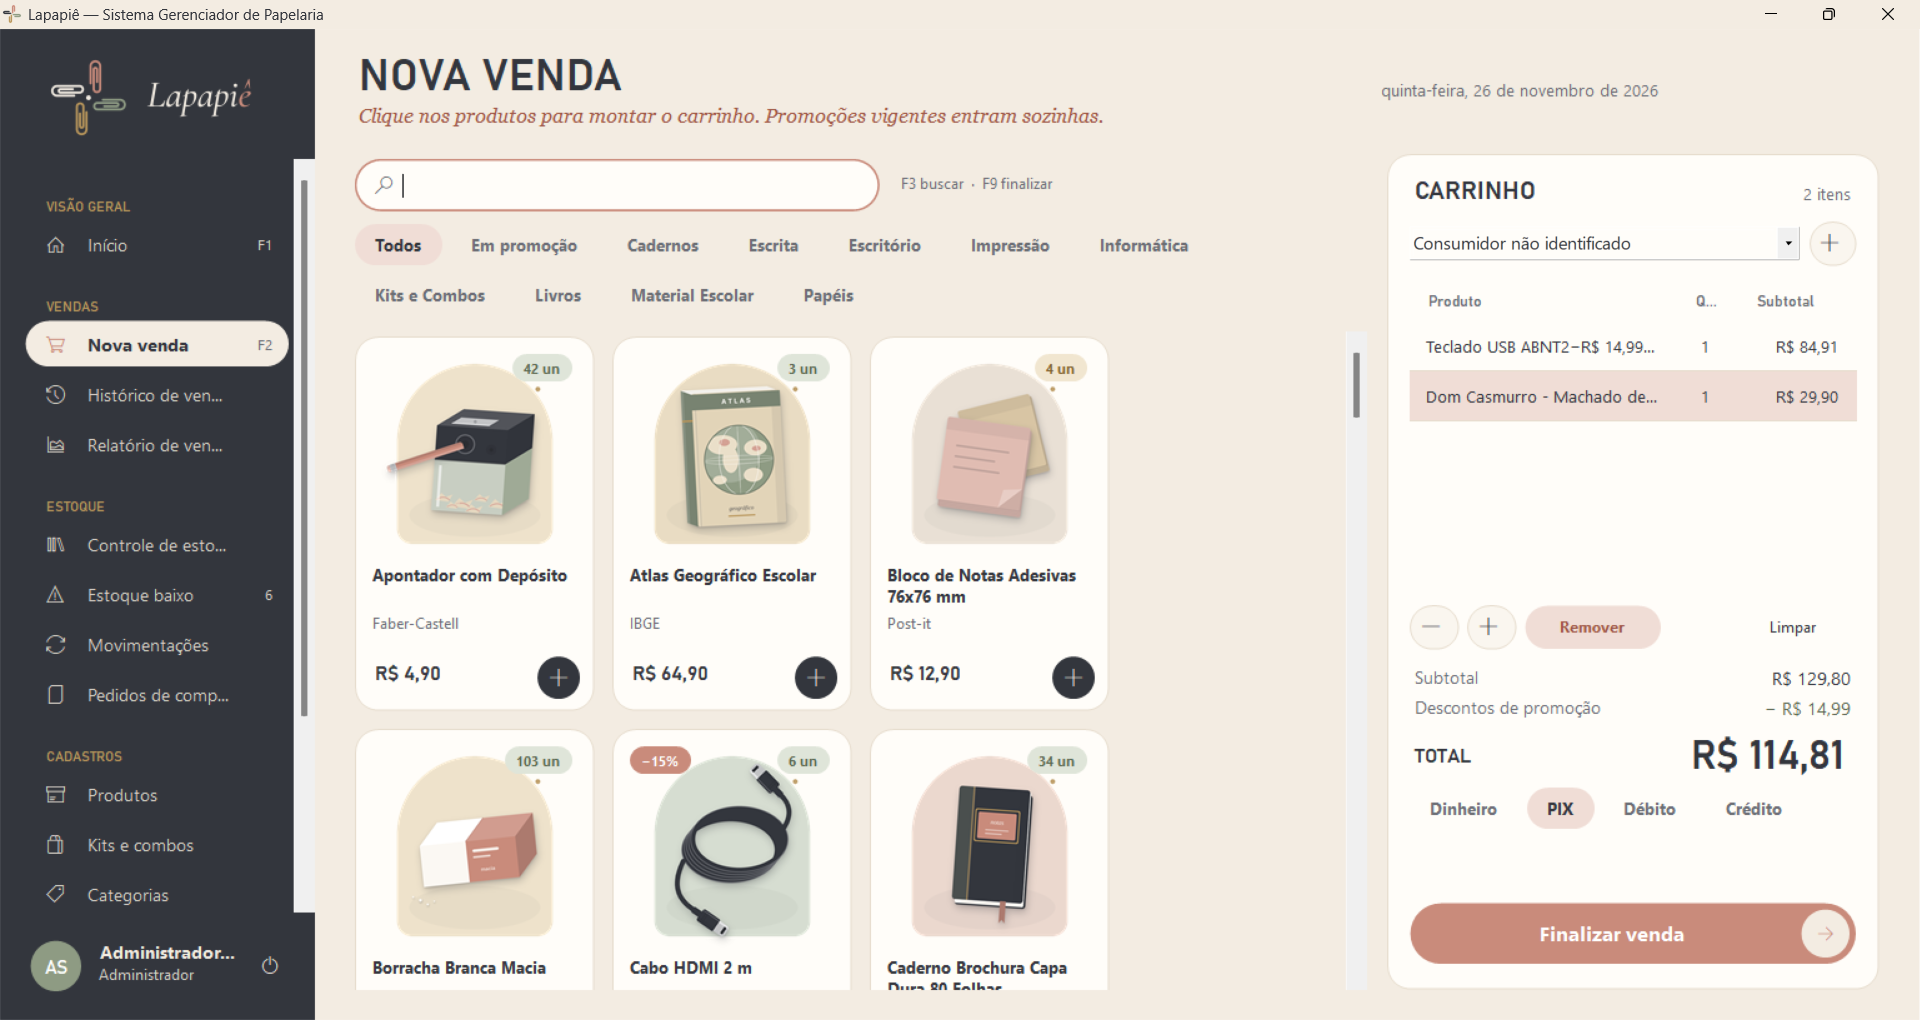 Lapapiê — Sistema Gerenciador de Papelaria
Lapapiê
VISÃO GERAL
Início F1
VENDAS
Nova venda F2
Histórico de ven...
Relatório de ven...
ESTOQUE
Controle de esto...
Estoque baixo 6
Movimentações
Pedidos de comp...
CADASTROS
Produtos
Kits e combos
Categorias
AS
Administrador...
Administrador
NOVA VENDA
Clique nos produtos para montar o carrinho. Promoções vigentes entram sozinhas.
quinta-feira, 26 de novembro de 2026
F3 buscar · F9 finalizar
Todos Em promoção Cadernos Escrita Escritório Impressão Informática
Kits e Combos Livros Material Escolar Papéis
42 un
Apontador com Depósito
Faber-Castell
R$ 4,90
3 un
ATLAS
geográfico
Atlas Geográfico Escolar
IBGE
R$ 64,90
4 un
Bloco de Notas Adesivas
76x76 mm
Post-it
R$ 12,90
103 un
Borracha Branca Macia
−15%
6 un
Cabo HDMI 2 m
34 un
Caderno Brochura Capa
Dura 80 Folhas
CARRINHO
2 itens
Consumidor não identificado
Produto Q... Subtotal
Teclado USB ABNT2−R$ 14,99... 1 R$ 84,91
Dom Casmurro - Machado de... 1 R$ 29,90
Remover
Limpar
Subtotal R$ 129,80
Descontos de promoção − R$ 14,99
TOTAL R$ 114,81
Dinheiro PIX Débito Crédito
Finalizar venda